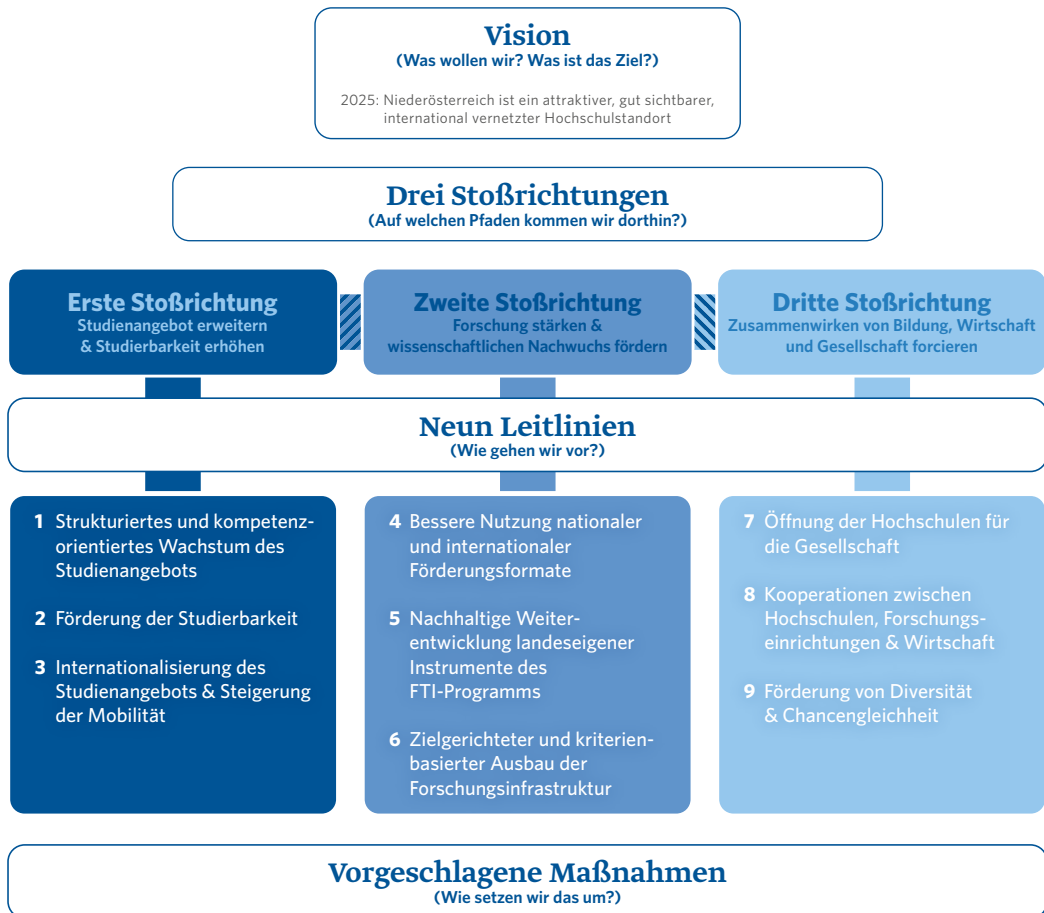 Vision
(Was wollen wir? Was ist das Ziel?)
2025: Niederösterreich ist ein attraktiver, gut sichtbarer,
international vernetzter Hochschulstandort
Drei Stoßrichtungen
(Auf welchen Pfaden kommen wir dorthin?)
Erste Stoßrichtung
Studienangebot erweitern
& Studierbarkeit erhöhen
Zweite Stoßrichtung
Forschung stärken &
wissenschaftlichen Nachwuchs fördern
Dritte Stoßrichtung
Zusammenwirken von Bildung, Wirtschaft
und Gesellschaft forcieren
Neun Leitlinien
(Wie gehen wir vor?)
1 Strukturiertes und kompetenz-
orientiertes Wachstum des
Studienangebots
2 Förderung der Studierbarkeit
3 Internationalisierung des
Studienangebots & Steigerung
der Mobilität
4 Bessere Nutzung nationaler
und internationaler
Förderungsformate
5 Nachhaltige Weiter-
entwicklung landeseigener
Instrumente des
FTI-Programms
6 Zielgerichteter und kriterien-
basierter Ausbau der
Forschungsinfrastruktur
7 Öffnung der Hochschulen für
die Gesellschaft
8 Kooperationen zwischen
Hochschulen, Forschungs-
einrichtungen & Wirtschaft
9 Förderung von Diversität
& Chancengleichheit
Vorgeschlagene Maßnahmen
(Wie setzen wir das um?)